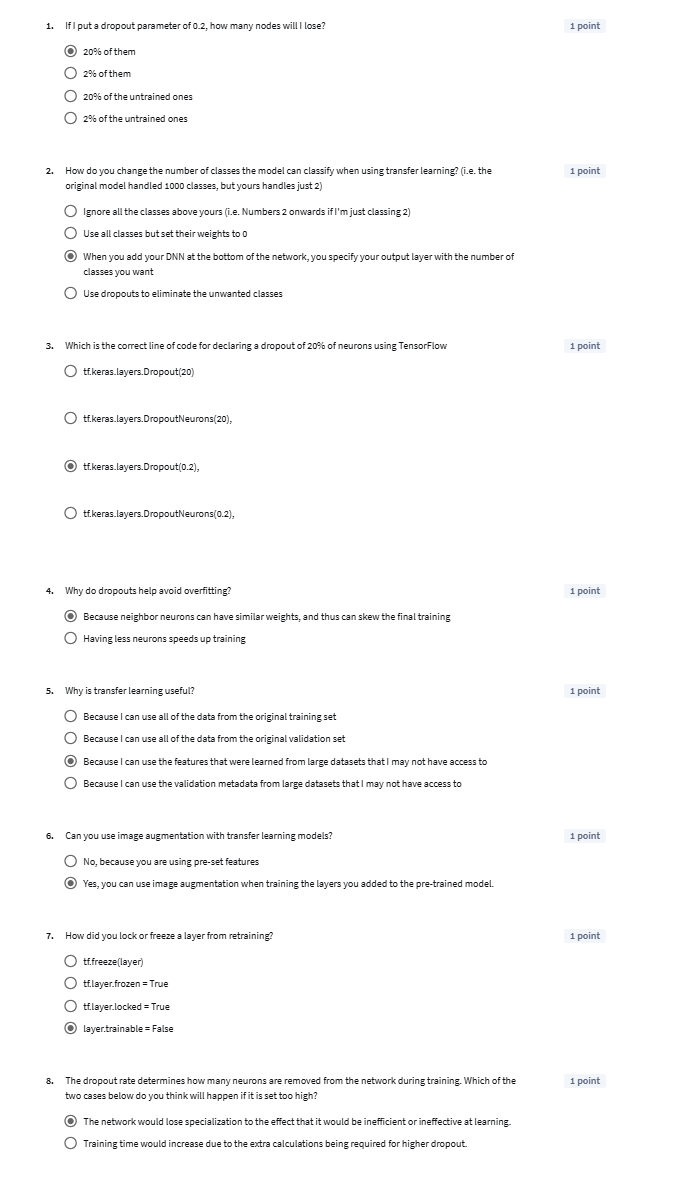 1. If I put a dropout parameter of 0.2, how many nodes will I lose? 1 point
20% of them
2% of them
20% of the untrained ones
2% of the untrained ones
2. How do you change the number of classes the model can classify when using transfer learning? (i.e. the 1 point
original model handled 1000 classes, but yours handles just 2)
Ignore all the classes above yours (i.e. Numbers 2 onwards if I'm just classing 2)
Use all classes but set their weights to 0
When you add your DNN at the bottom of the network, you specify your output layer with the number of
classes you want
Use dropouts to eliminate the unwanted classes
3. Which is the correct line of code for declaring a dropout of 20% of neurons using TensorFlow 1 point
tf.keras.layers.Dropout(20)
tf.keras.layers.DropoutNeurons(20),
tf.keras.layers.Dropout(0.2),
tf.keras.layers.DropoutNeurons(0.2),
4. Why do dropouts help avoid overfitting? 1 point
Because neighbor neurons can have similar weights, and thus can skew the final training
Having less neurons speeds up training
5. Why is transfer learning useful? 1 point
Because I can use all of the data from the original training set
Because I can use all of the data from the original validation set
Because I can use the features that were learned from large datasets that I may not have access to
Because I can use the validation metadata from large datasets that I may not have access to
6. Can you use image augmentation with transfer learning models? 1 point
No, because you are using pre-set features
Yes, you can use image augmentation when training the layers you added to the pre-trained model.
7. How did you lock or freeze a layer from retraining? 1 point
tf.freeze(layer)
tf.layer.frozen = True
tf.layer.locked = True
layer.trainable = False
8. The dropout rate determines how many neurons are removed from the network during training. Which of the 1 point
two cases below do you think will happen if it is set too high?
The network would lose specialization to the effect that it would be inefficient or ineffective at learning.
Training time would increase due to the extra calculations being required for higher dropout.